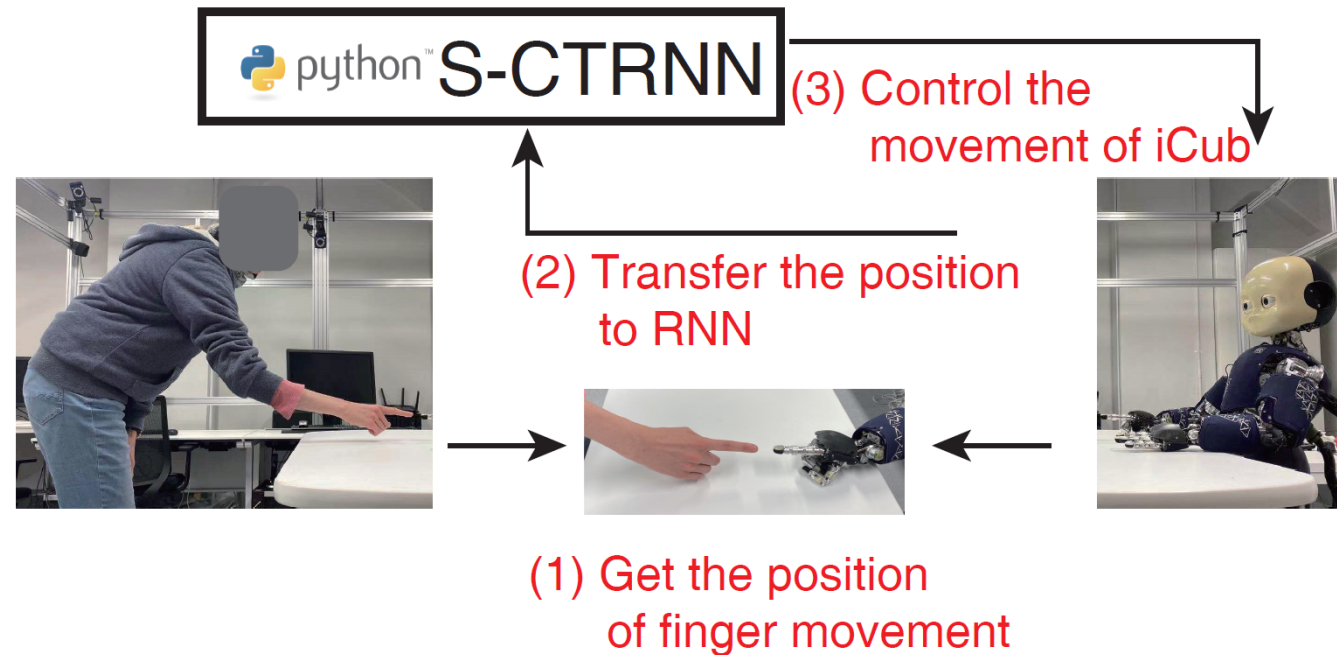 python™ S-CTRNN
(3) Control the
movement of iCub
(2) Transfer the position
to RNN
(1) Get the position
of finger movement